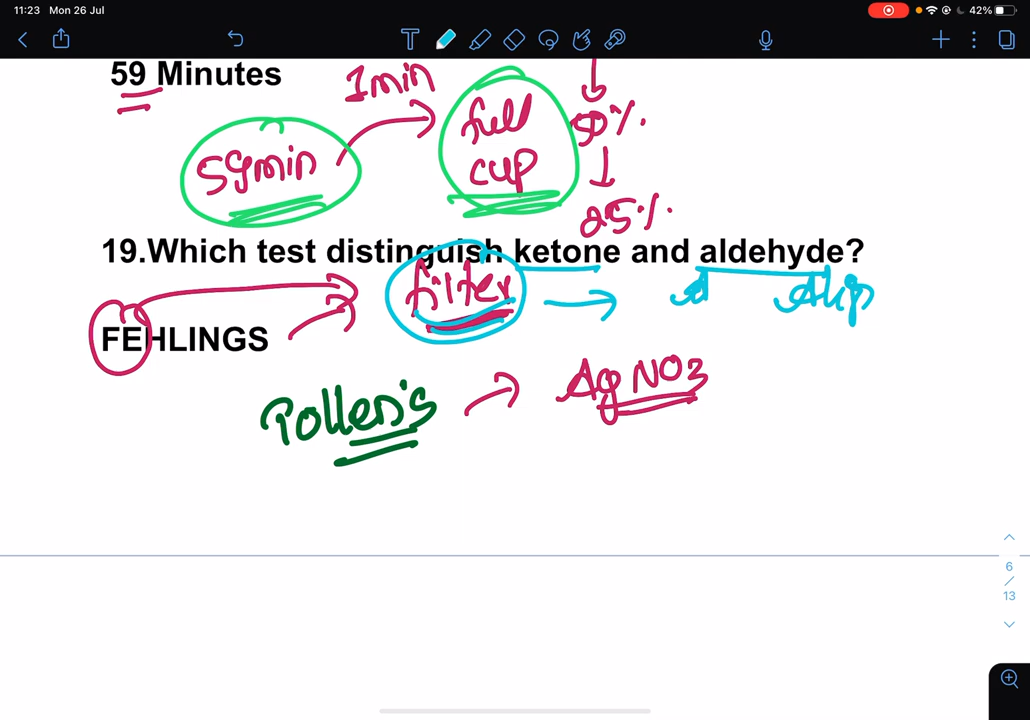 11:23 Mon 26 Jul
42%
59 Minutes
1min
59min
full
cup
50%.
25%.
19.Which test distinguish ketone and aldehyde?
filter
A Alip
FEHLINGS
Tollen's
AgNO3
6
/
13